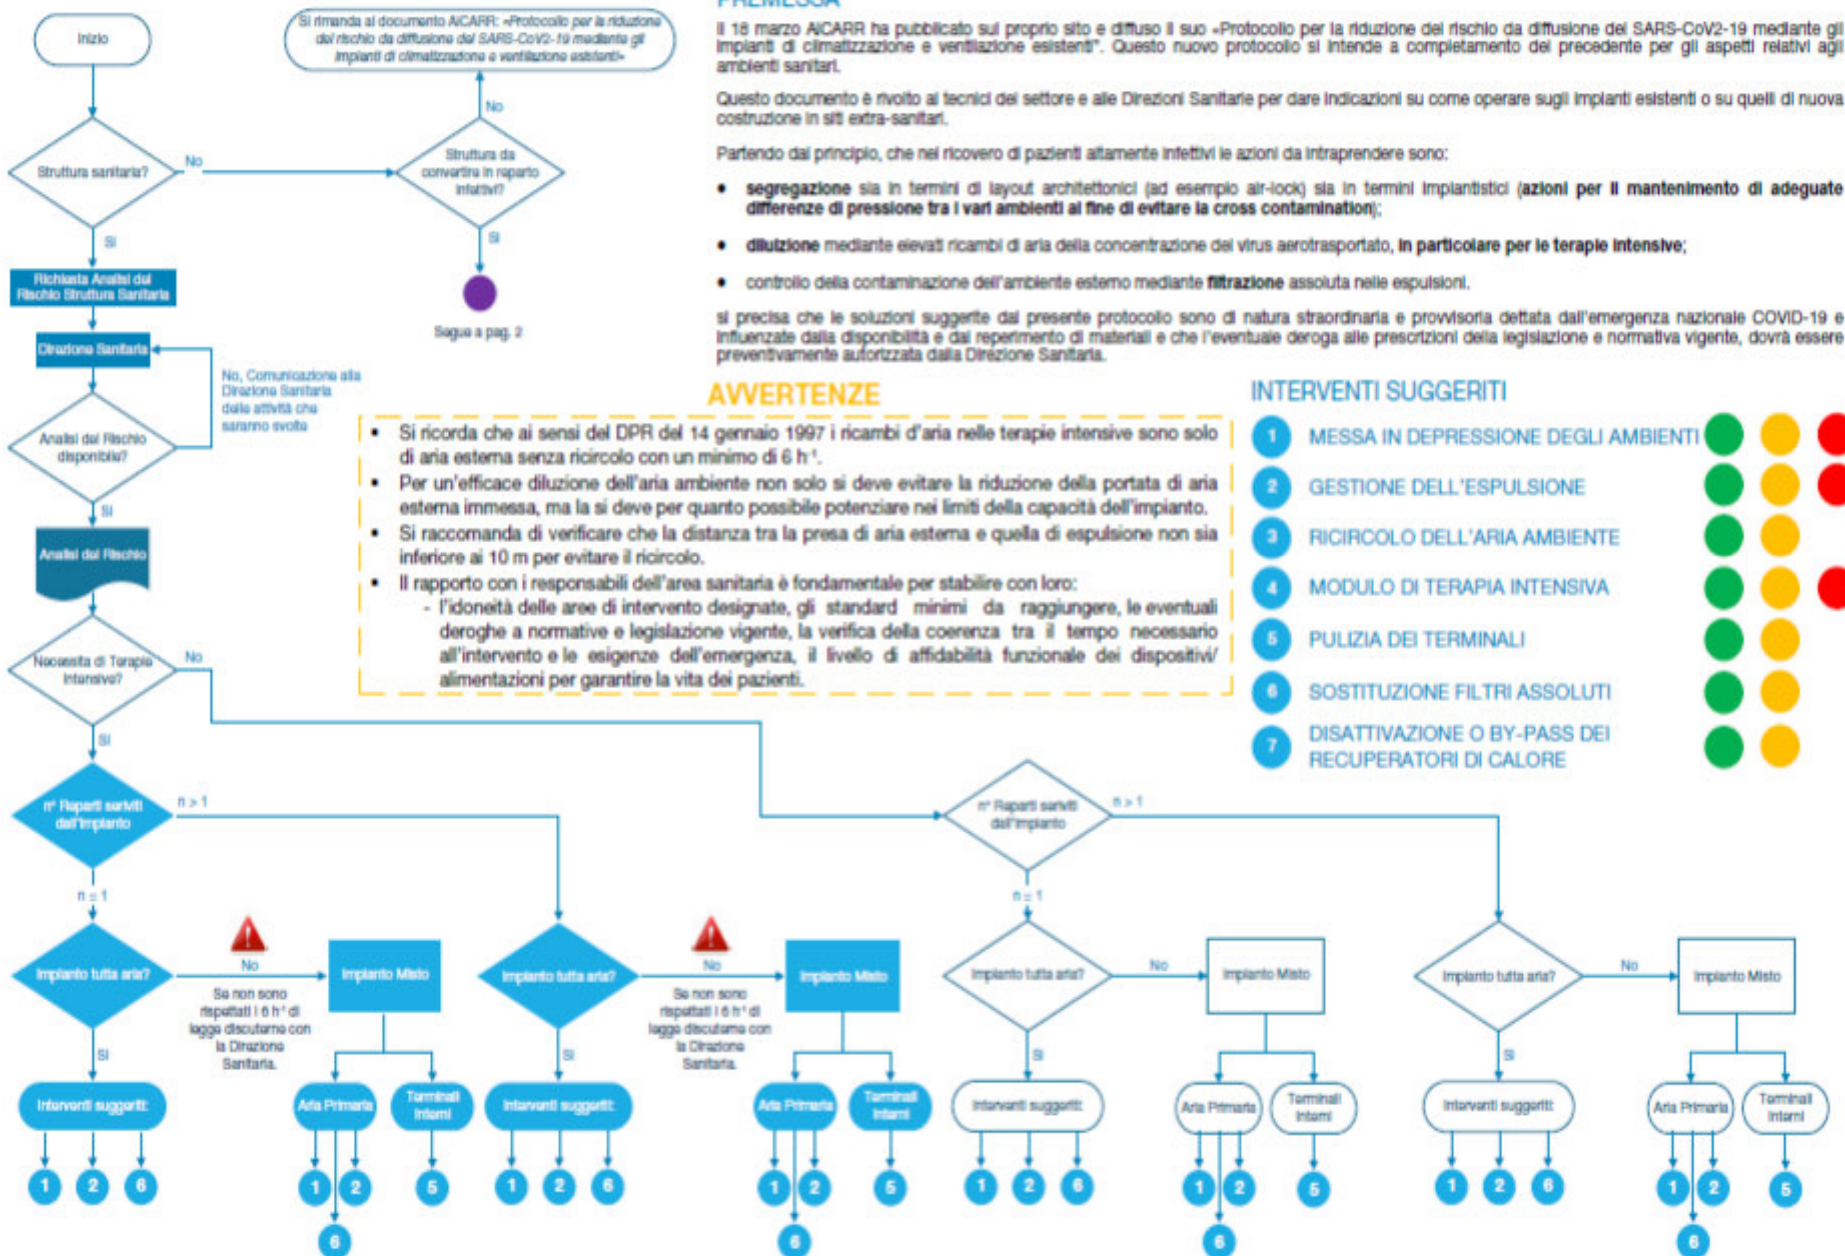 Inizio
Si rimanda al documento AiCARR: «Protocollo per la riduzione
del rischio da diffusione del SARS-CoV2-19 mediante gli
impianti di climatizzazione e ventilazione esistenti»
No
Struttura sanitaria?
No
Struttura da
convertire in reparto
infettivi?
Si
Si
Richiesta Analisi del
Rischio Struttura Sanitaria
Segue a pag. 2
Direzione Sanitaria
No, Comunicazione alla
Direzione Sanitaria
delle attività che
saranno svolte
Analisi del Rischio
disponibile?
Si
Analisi del Rischio
Necessita di Terapie
Intensive?
No
Si
PREMESSA
Il 18 marzo AiCARR ha pubblicato sul proprio sito e diffuso il suo «Protocollo per la riduzione del rischio da diffusione del SARS-CoV2-19 mediante gli
impianti di climatizzazione e ventilazione esistenti". Questo nuovo protocollo si intende a completamento del precedente per gli aspetti relativi agli
ambienti sanitari.
Questo documento è rivolto ai tecnici del settore e alle Direzioni Sanitarie per dare indicazioni su come operare sugli impianti esistenti o su quelli di nuova
costruzione in siti extra-sanitari.
Partendo dal principio, che nel ricovero di pazienti altamente infettivi le azioni da intraprendere sono:
• segregazione sia in termini di layout architettonici (ad esempio air-lock) sia in termini impiantistici (azioni per il mantenimento di adeguate
differenze di pressione tra i vari ambienti al fine di evitare la cross contamination);
• diluizione mediante elevati ricambi di aria della concentrazione del virus aerotrasportato, in particolare per le terapie intensive;
• controllo della contaminazione dell'ambiente esterno mediante filtrazione assoluta nelle espulsioni.
si precisa che le soluzioni suggerite dal presente protocollo sono di natura straordinaria e provvisoria dettata dall'emergenza nazionale COVID-19 e
influenzate dalla disponibilità e dal reperimento di materiali e che l'eventuale deroga alle prescrizioni della legislazione e normativa vigente, dovrà essere
preventivamente autorizzata dalla Direzione Sanitaria.
AVVERTENZE
▪ Si ricorda che ai sensi del DPR del 14 gennaio 1997 i ricambi d'aria nelle terapie intensive sono solo
di aria esterna senza ricircolo con un minimo di 6 h⁻¹.
▪ Per un'efficace diluzione dell'aria ambiente non solo si deve evitare la riduzione della portata di aria
esterna immessa, ma la si deve per quanto possibile potenziare nei limiti della capacità dell'impianto.
▪ Si raccomanda di verificare che la distanza tra la presa di aria esterna e quella di espulsione non sia
inferiore ai 10 m per evitare il ricircolo.
▪ Il rapporto con i responsabili dell'area sanitaria è fondamentale per stabilire con loro:
- l'idoneità delle aree di intervento designate, gli standard minimi da raggiungere, le eventuali
deroghe a normative e legislazione vigente, la verifica della coerenza tra il tempo necessario
all'intervento e le esigenze dell'emergenza, il livello di affidabilità funzionale dei dispositivi/
alimentazioni per garantire la vita dei pazienti.
INTERVENTI SUGGERITI
1 MESSA IN DEPRESSIONE DEGLI AMBIENTI
2 GESTIONE DELL'ESPULSIONE
3 RICIRCOLO DELL'ARIA AMBIENTE
4 MODULO DI TERAPIA INTENSIVA
5 PULIZIA DEI TERMINALI
6 SOSTITUZIONE FILTRI ASSOLUTI
7 DISATTIVAZIONE O BY-PASS DEI
RECUPERATORI DI CALORE
n° Reparti serviti
dall'impianto
n > 1
n = 1
n° Reparti serviti
dall'impianto
n > 1
n = 1
Impianto tutta aria?
No
Se non sono
rispettati i 6 h⁻¹ di
legge discuterne con
la Direzione
Sanitaria.
Impianto Misto
Si
Impianto tutta aria?
No
Se non sono
rispettati i 6 h⁻¹ di
legge discuterne con
la Direzione
Sanitaria.
Impianto Misto
Si
Impianto tutta aria?
No
Impianto Misto
Si
Impianto tutta aria?
No
Impianto Misto
Si
Interventi suggeriti:
Aria Primaria
Terminali
Interni
Interventi suggeriti:
Aria Primaria
Terminali
Interni
Interventi suggeriti:
Aria Primaria
Terminali
Interni
Interventi suggeriti:
Aria Primaria
Terminali
Interni
1 2 6 1 2 5 1 2 6 1 2 5 1 2 6 1 2 5 1 2 6 1 2 5
6 6 6 6